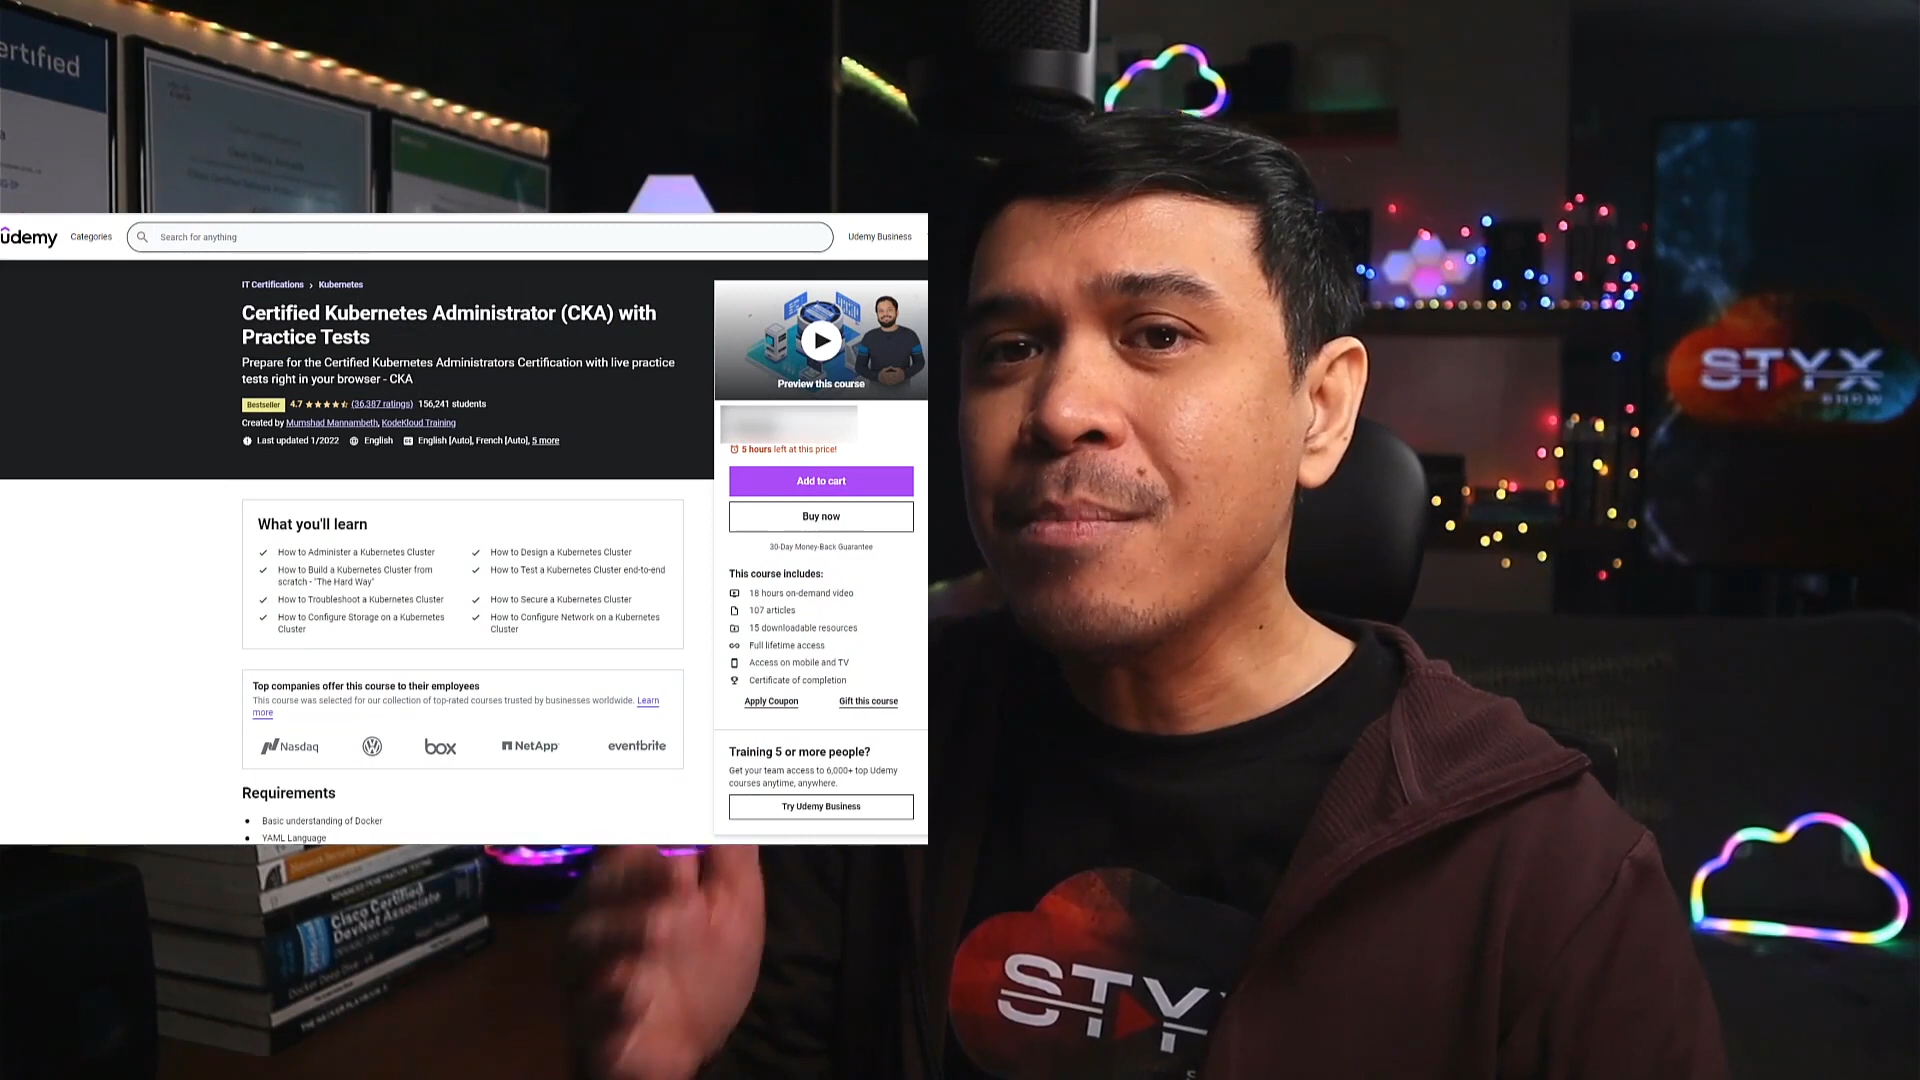 ertified
udemy
Categories
Search for anything
Udemy Business
IT Certifications › Kubernetes
Certified Kubernetes Administrator (CKA) with
Practice Tests
Prepare for the Certified Kubernetes Administrators Certification with live practice
tests right in your browser - CKA
Bestseller 4.7 (36,387 ratings) 156,241 students
Created by Mumshad Mannambeth, KodeKloud Training
Last updated 1/2022 English English [Auto], French [Auto], 5 more
Preview this course
5 hours left at this price!
Add to cart
Buy now
30-Day Money-Back Guarantee
This course includes:
18 hours on-demand video
107 articles
15 downloadable resources
Full lifetime access
Access on mobile and TV
Certificate of completion
Apply Coupon Gift this course
Training 5 or more people?
Get your team access to 6,000+ top Udemy
courses anytime, anywhere.
Try Udemy Business
What you'll learn
How to Administer a Kubernetes Cluster
How to Build a Kubernetes Cluster from
scratch - "The Hard Way"
How to Troubleshoot a Kubernetes Cluster
How to Configure Storage on a Kubernetes
Cluster
How to Design a Kubernetes Cluster
How to Test a Kubernetes Cluster end-to-end
How to Secure a Kubernetes Cluster
How to Configure Network on a Kubernetes
Cluster
Top companies offer this course to their employees
This course was selected for our collection of top-rated courses trusted by businesses worldwide. Learn
more
Nasdaq
box
NetApp
eventbrite
Requirements
Basic understanding of Docker
YAML Language
Cisco Certified
DevNet Associate
Docker Deep Dive
STYX
SHOW
STY